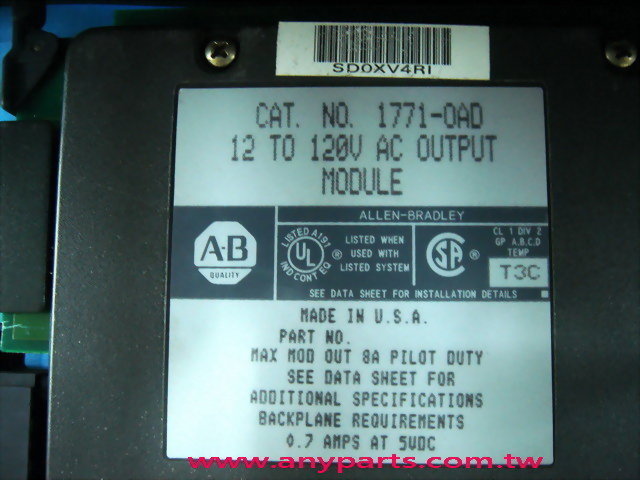 SD0XV4RI
CAT. NO. 1771-OAD
12 TO 120V AC OUTPUT
MODULE
ALLEN-BRADLEY
A-B
QUALITY
LISTED A197
UL
IND CONT EQ
®
LISTED WHEN
USED WITH
LISTED SYSTEM
SA
®
CL 1 DIV 2
GP A,B,C,D
TEMP
T3C
SEE DATA SHEET FOR INSTALLATION DETAILS
MADE IN U.S.A.
PART NO.
MAX MOD OUT 8A PILOT DUTY
SEE DATA SHEET FOR
ADDITIONAL SPECIFICATIONS
BACKPLANE REQUIREMENTS
0.7 AMPS AT 5VDC
www.anyparts.com.tw